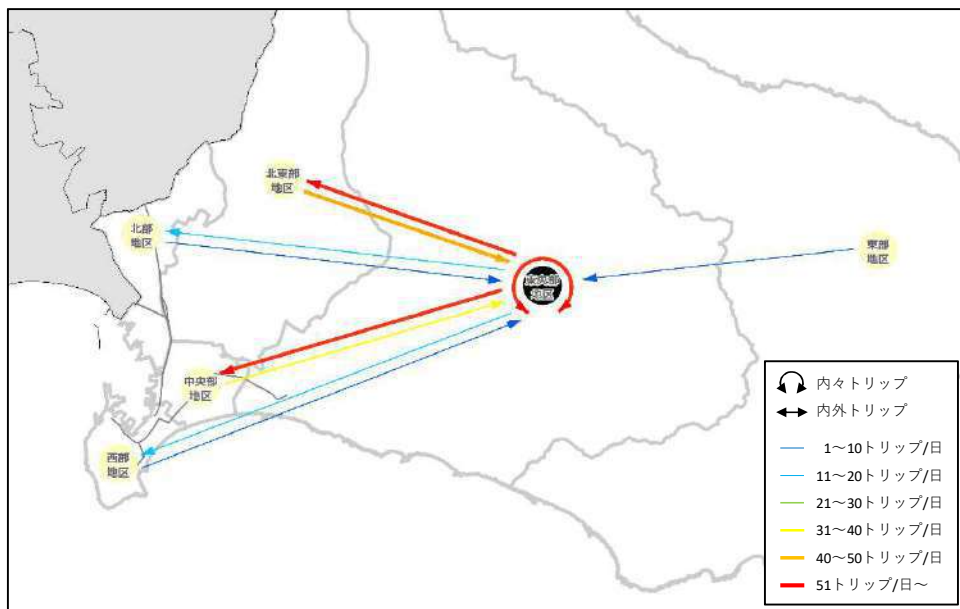 北東部
地区
北部
地区
東部
地区
地区
中央部
地区
西部
地区
内々トリップ
内外トリップ
1～10トリップ/日
11～20トリップ/日
21～30トリップ/日
31～40トリップ/日
40～50トリップ/日
51トリップ/日～